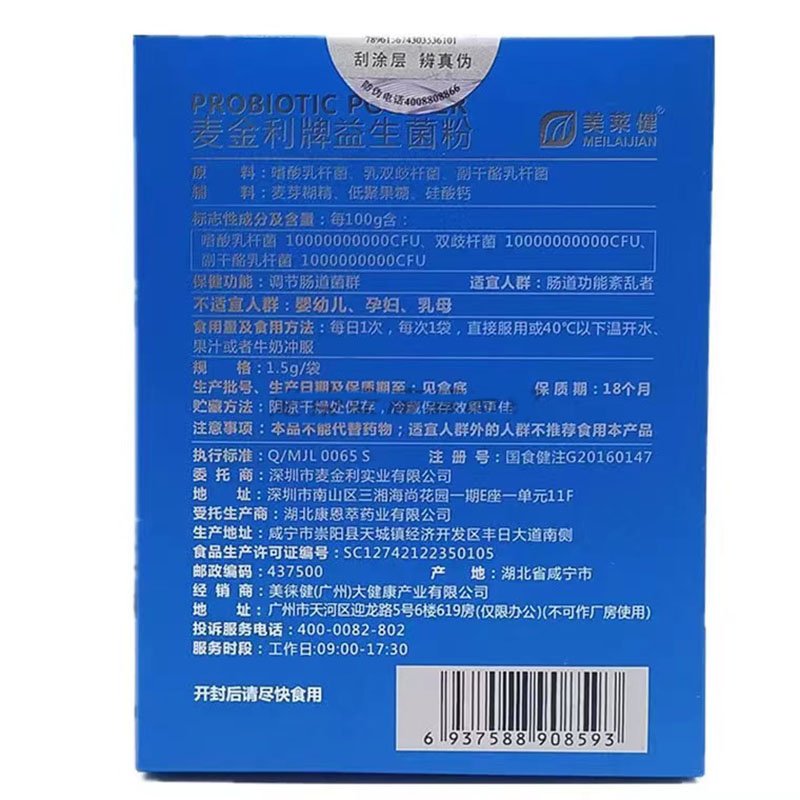 789615674303536101
刮涂层 辨真伪
防伪电话4008808866
PROBIOTIC
麦金利牌益生菌粉
美莱健®
MEILAIJIAN
原 料：嗜酸乳杆菌、乳双歧杆菌、副干酪乳杆菌
辅 料：麦芽糊精、低聚果糖、硅酸钙
标志性成分及含量：每100g含：
嗜酸乳杆菌 10000000000CFU、双歧杆菌 10000000000CFU、
副干酪乳杆菌 1000000000CFU
保健功能：调节肠道菌群 适宜人群：肠道功能紊乱者
不适宜人群：婴幼儿、孕妇、乳母
食用量及食用方法：每日1次，每次1袋，直接服用或40℃以下温开水、
果汁或者牛奶冲服
规 格：1.5g/袋
生产批号、生产日期及保质期至：见盒底 保 质 期：18个月
贮藏方法：阴凉干燥处保存，冷藏保存效果更佳
注意事项：本品不能代替药物；适宜人群外的人群不推荐食用本产品
执行标准：Q/MJL 0065 S 注 册 号：国食健注G20160147
委 托 商：深圳市麦金利实业有限公司
地 址：深圳市南山区三湘海尚花园一期E座一单元11F
受托生产商：湖北康恩萃药业有限公司
生产地址：咸宁市崇阳县天城镇经济开发区丰日大道南侧
食品生产许可证编号：SC12742122350105
邮政编码：437500 产 地：湖北省咸宁市
经 销 商：美徕健(广州)大健康产业有限公司
地 址：广州市天河区迎龙路5号6楼619房(仅限办公)(不可作厂房使用)
投诉服务电话：400-0082-802
服务时段：工作日:09:00-17:30
开封后请尽快食用
6 937588 908593